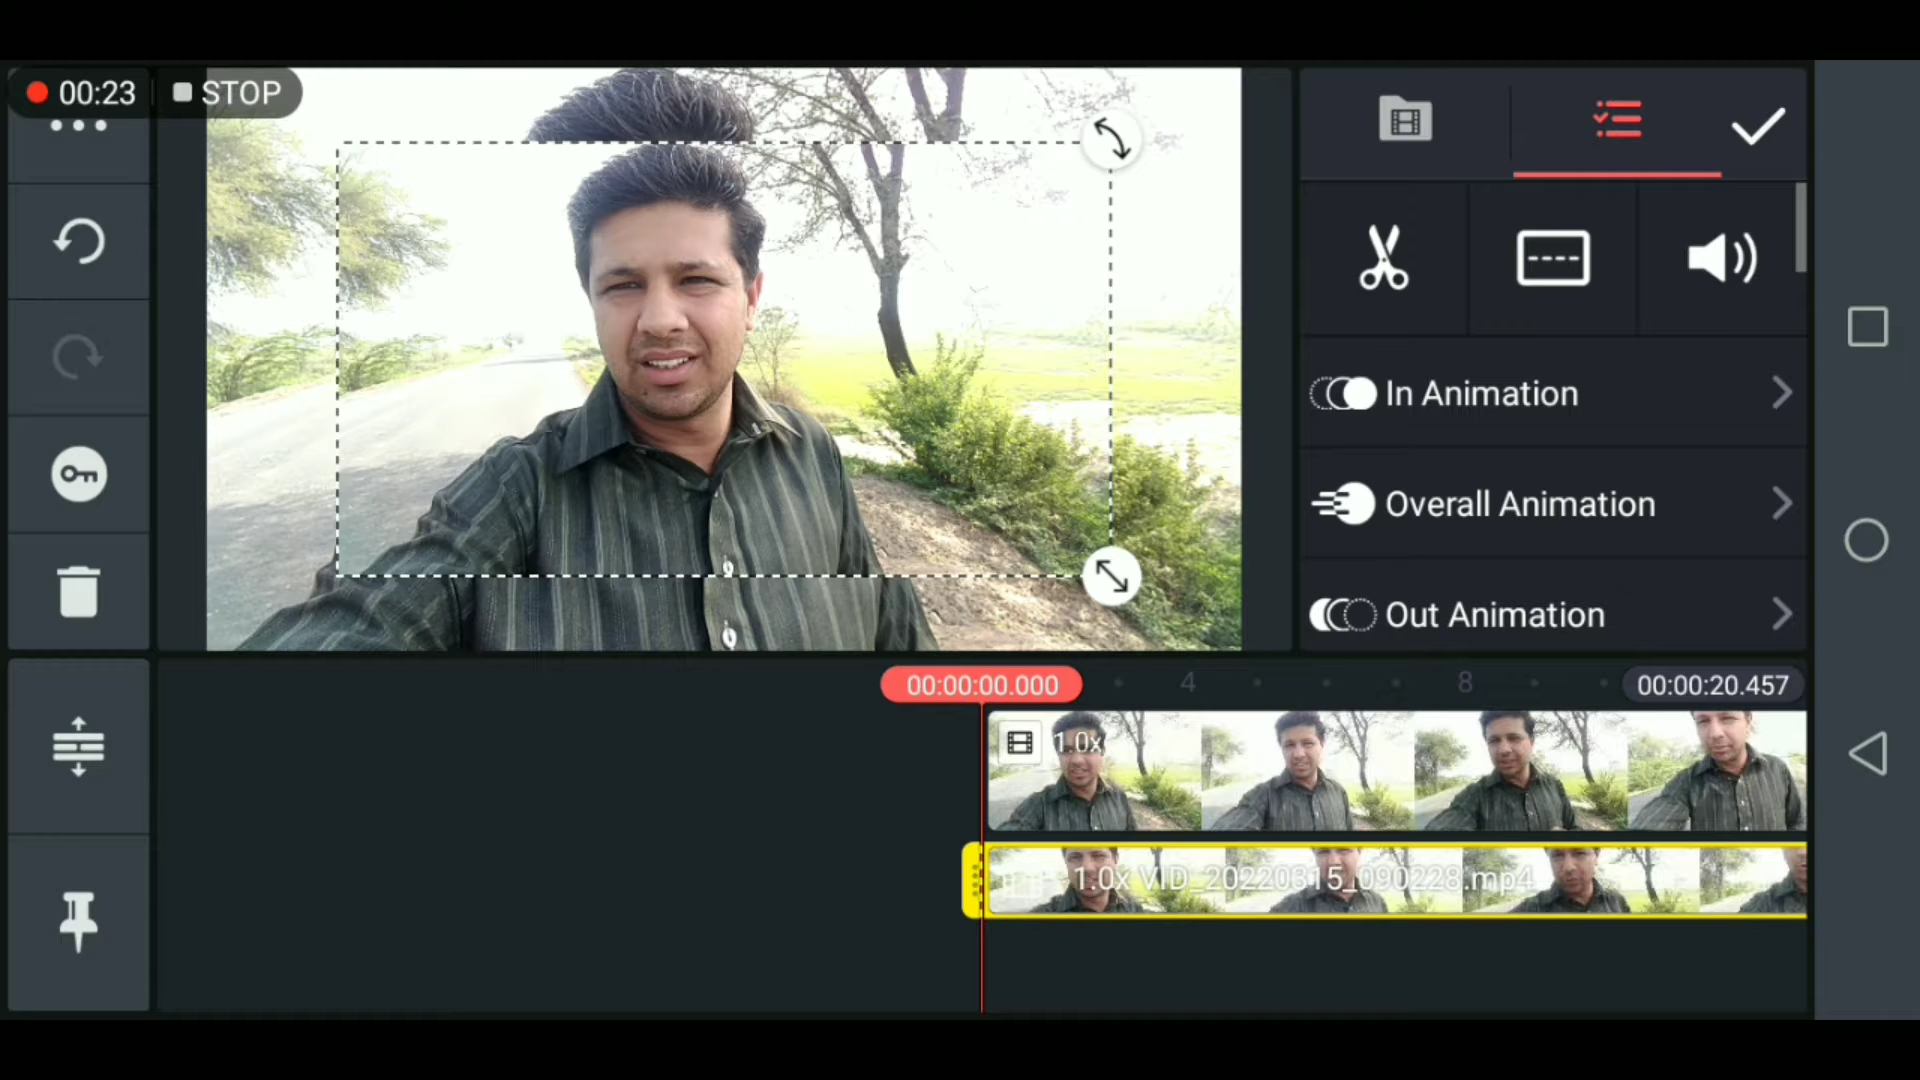 00:23 STOP
In Animation
Overall Animation
Out Animation
00:00:00.000 4 8 00:00:20.457
1.0x
1.0x VID_20220315_090228.mp4